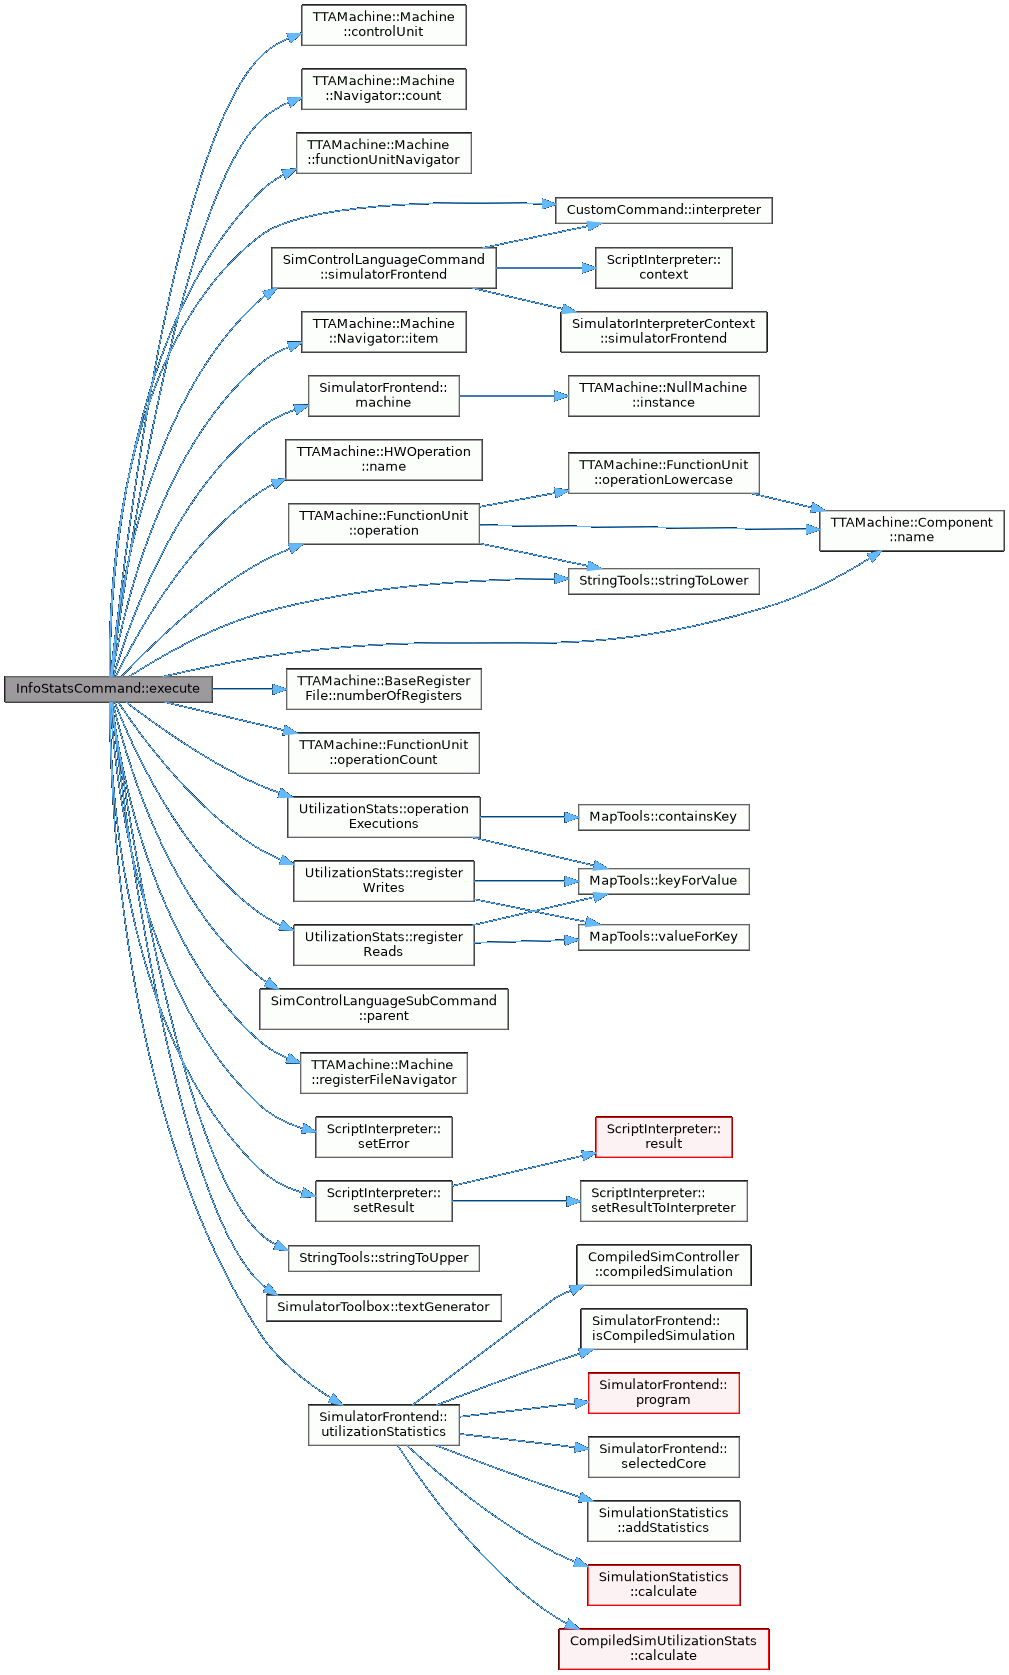 TTAMachine::Machine
::controlUnit
TTAMachine::Machine
::Navigator::count
TTAMachine::Machine
::functionUnitNavigator
CustomCommand::interpreter
SimControlLanguageCommand
::simulatorFrontend
ScriptInterpreter::
context
SimulatorInterpreterContext
::simulatorFrontend
TTAMachine::Machine
::Navigator::item
SimulatorFrontend::
machine
TTAMachine::NullMachine
::instance
TTAMachine::HWOperation
::name
TTAMachine::FunctionUnit
::operationLowercase
TTAMachine::FunctionUnit
::operation
TTAMachine::Component
::name
StringTools::stringToLower
InfoStatsCommand::execute
TTAMachine::BaseRegister
File::numberOfRegisters
TTAMachine::FunctionUnit
::operationCount
UtilizationStats::operation
Executions
MapTools::containsKey
UtilizationStats::register
Writes
MapTools::keyForValue
UtilizationStats::register
Reads
MapTools::valueForKey
SimControlLanguageSubCommand
::parent
TTAMachine::Machine
::registerFileNavigator
ScriptInterpreter::
setError
ScriptInterpreter::
result
ScriptInterpreter::
setResult
ScriptInterpreter::
setResultToInterpreter
StringTools::stringToUpper
CompiledSimController
::compiledSimulation
SimulatorToolbox::textGenerator
SimulatorFrontend::
isCompiledSimulation
SimulatorFrontend::
program
SimulatorFrontend::
utilizationStatistics
SimulatorFrontend::
selectedCore
SimulationStatistics
::addStatistics
SimulationStatistics
::calculate
CompiledSimUtilizationStats
::calculate